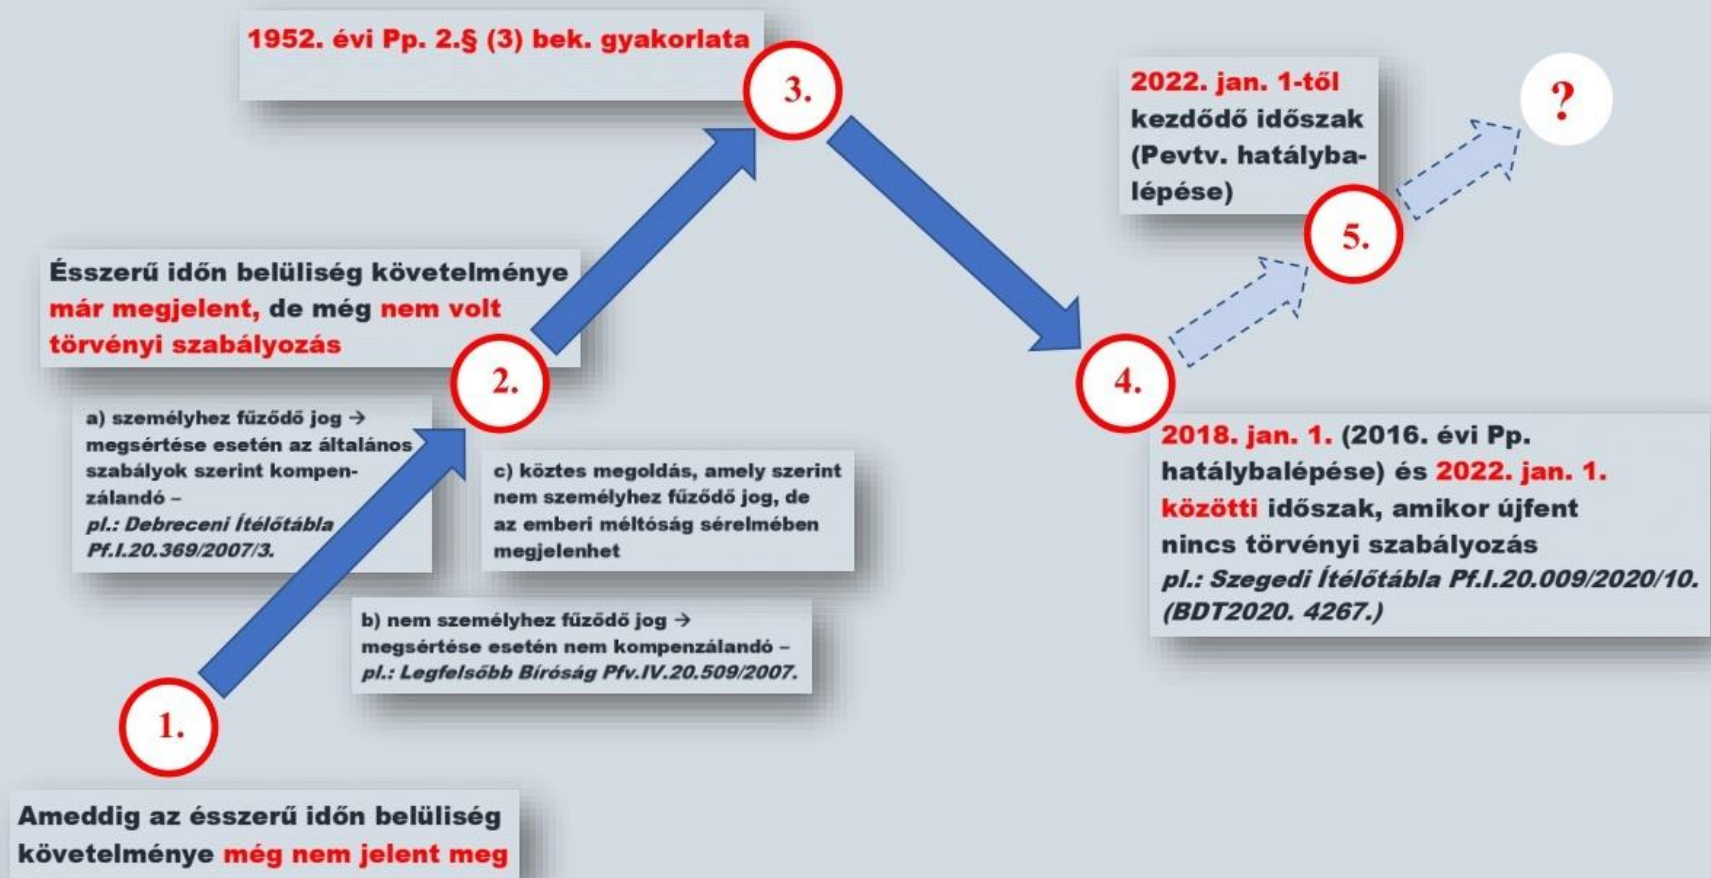 1952. évi Pp. 2.§ (3) bek. gyakorlata
3.
2022. jan. 1-től
kezdődő időszak
(Pevtv. hatályba-
lépése)
?
5.
Ésszerű időn belüliség követelménye
már megjelent, de még nem volt
törvényi szabályozás
2.
a) személyhez fűződő jog →
megsértése esetén az általános
szabályok szerint kompen-
zálandó –
pl.: Debreceni Ítélőtábla
Pf.I.20.369/2007/3.
c) köztes megoldás, amely szerint
nem személyhez fűződő jog, de
az emberi méltóság sérelmében
megjelenhet
b) nem személyhez fűződő jog →
megsértése esetén nem kompenzálandó –
pl.: Legfelsőbb Bíróság Pfv.IV.20.509/2007.
4.
2018. jan. 1. (2016. évi Pp.
hatálybalépése) és 2022. jan. 1.
közötti időszak, amikor újfent
nincs törvényi szabályozás
pl.: Szegedi Ítélőtábla Pf.I.20.009/2020/10.
(BDT2020. 4267.)
1.
Ameddig az ésszerű időn belüliség
követelménye még nem jelent meg